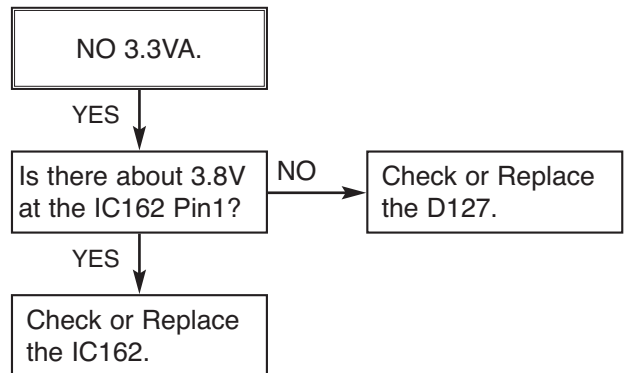 NO 3.3VA.
YES
Is there about 3.8V
at the IC162 Pin1?
NO
Check or Replace
the D127.
YES
Check or Replace
the IC162.